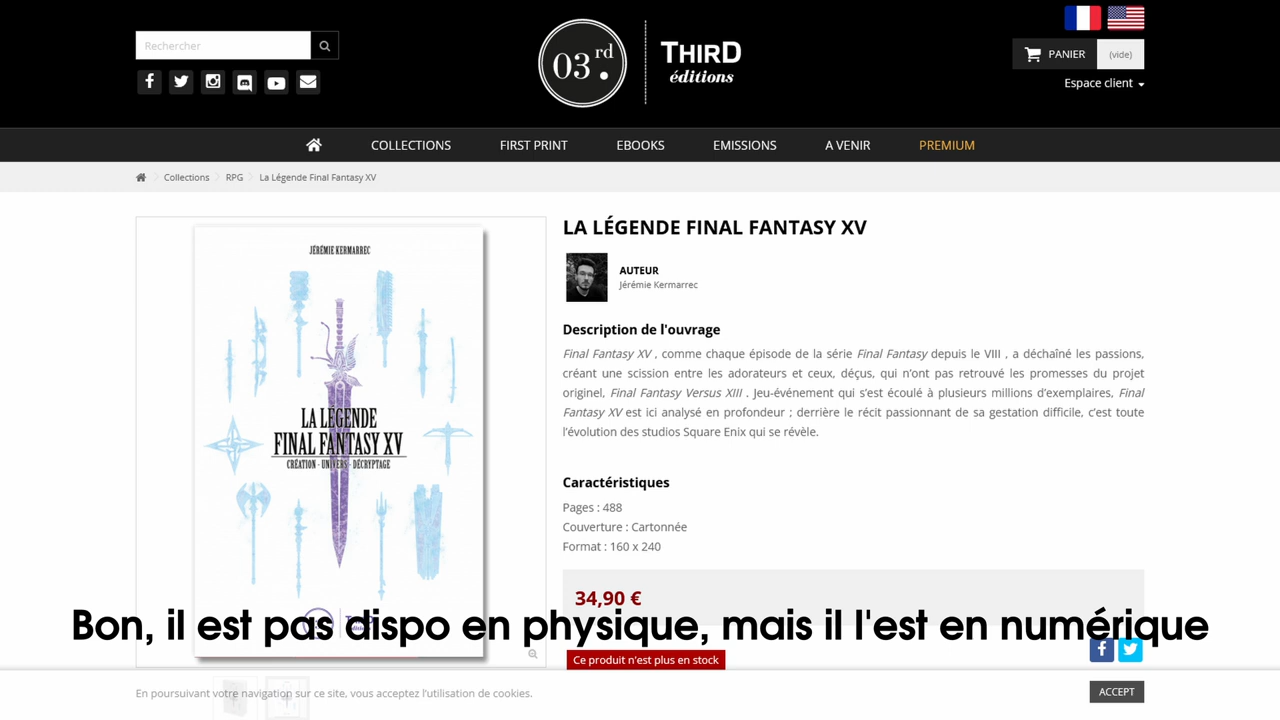 Rechercher
03rd
THIRD
éditions
PANIER
(vide)
Espace client
COLLECTIONS
FIRST PRINT
EBOOKS
EMISSIONS
A VENIR
PREMIUM
Collections
RPG
La Légende Final Fantasy XV
JÉRÉMIE KERMARREC
LA LÉGENDE
FINAL FANTASY XV
CRÉATION - UNIVERS - DÉCRYPTAGE
LA LÉGENDE FINAL FANTASY XV
AUTEUR
Jérémie Kermarrec
Description de l'ouvrage
Final Fantasy XV , comme chaque épisode de la série Final Fantasy depuis le VIII , a déchaîné les passions,
créant une scission entre les adorateurs et ceux, déçus, qui n’ont pas retrouvé les promesses du projet
originel, Final Fantasy Versus XIII . Jeu-événement qui s’est écoulé à plusieurs millions d’exemplaires, Final
Fantasy XV est ici analysé en profondeur ; derrière le récit passionnant de sa gestation difficile, c’est toute
l’évolution des studios Square Enix qui se révèle.
Caractéristiques
Pages : 488
Couverture : Cartonnée
Format : 160 x 240
34,90 €
Bon, il est pas dispo en physique, mais il l'est en numérique
Ce produit n'est plus en stock
En poursuivant votre navigation sur ce site, vous acceptez l’utilisation de cookies.
ACCEPT